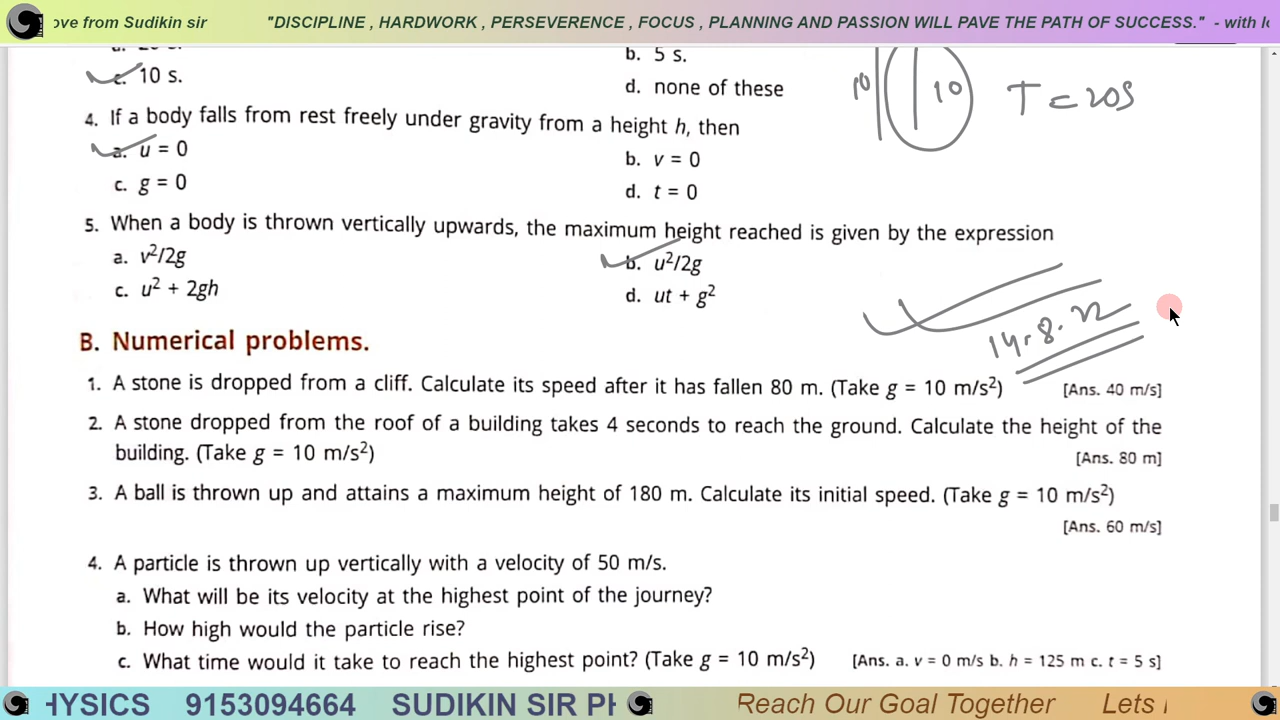 ove from Sudikin sir "DISCIPLINE , HARDWORK , PERSEVERENCE , FOCUS , PLANNING AND PASSION WILL PAVE THE PATH OF SUCCESS." - with lo
b. 5 s.
c. 10 s.
d. none of these
10 10 T = 20S
4. If a body falls from rest freely under gravity from a height h, then
a. u = 0
b. v = 0
c. g = 0
d. t = 0
5. When a body is thrown vertically upwards, the maximum height reached is given by the expression
a. v²/2g
b. u²/2g
c. u² + 2gh
d. ut + g²
14.8.22
B. Numerical problems.
1. A stone is dropped from a cliff. Calculate its speed after it has fallen 80 m. (Take g = 10 m/s²) [Ans. 40 m/s]
2. A stone dropped from the roof of a building takes 4 seconds to reach the ground. Calculate the height of the
building. (Take g = 10 m/s²) [Ans. 80 m]
3. A ball is thrown up and attains a maximum height of 180 m. Calculate its initial speed. (Take g = 10 m/s²)
[Ans. 60 m/s]
4. A particle is thrown up vertically with a velocity of 50 m/s.
a. What will be its velocity at the highest point of the journey?
b. How high would the particle rise?
c. What time would it take to reach the highest point? (Take g = 10 m/s²) [Ans. a. v = 0 m/s b. h = 125 m c. t = 5 s]
HYSICS 9153094664 SUDIKIN SIR PH Reach Our Goal Together Lets